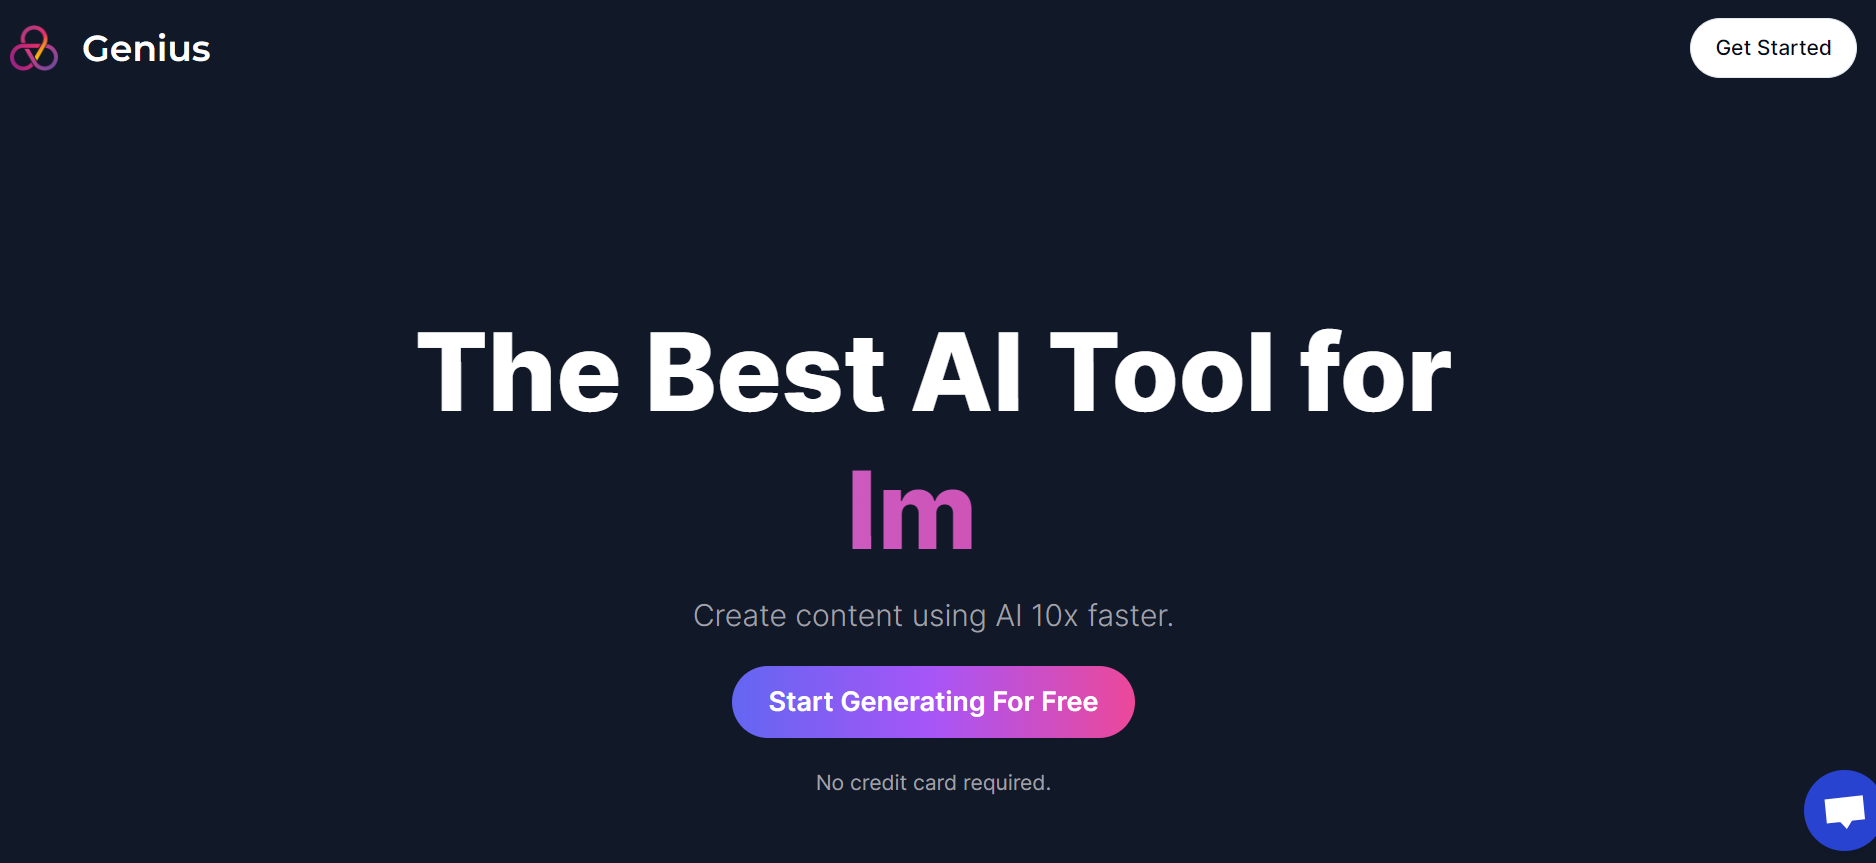 Genius
Get Started
The Best AI Tool for
Im
Create content using AI 10x faster.
Start Generating For Free
No credit card required.